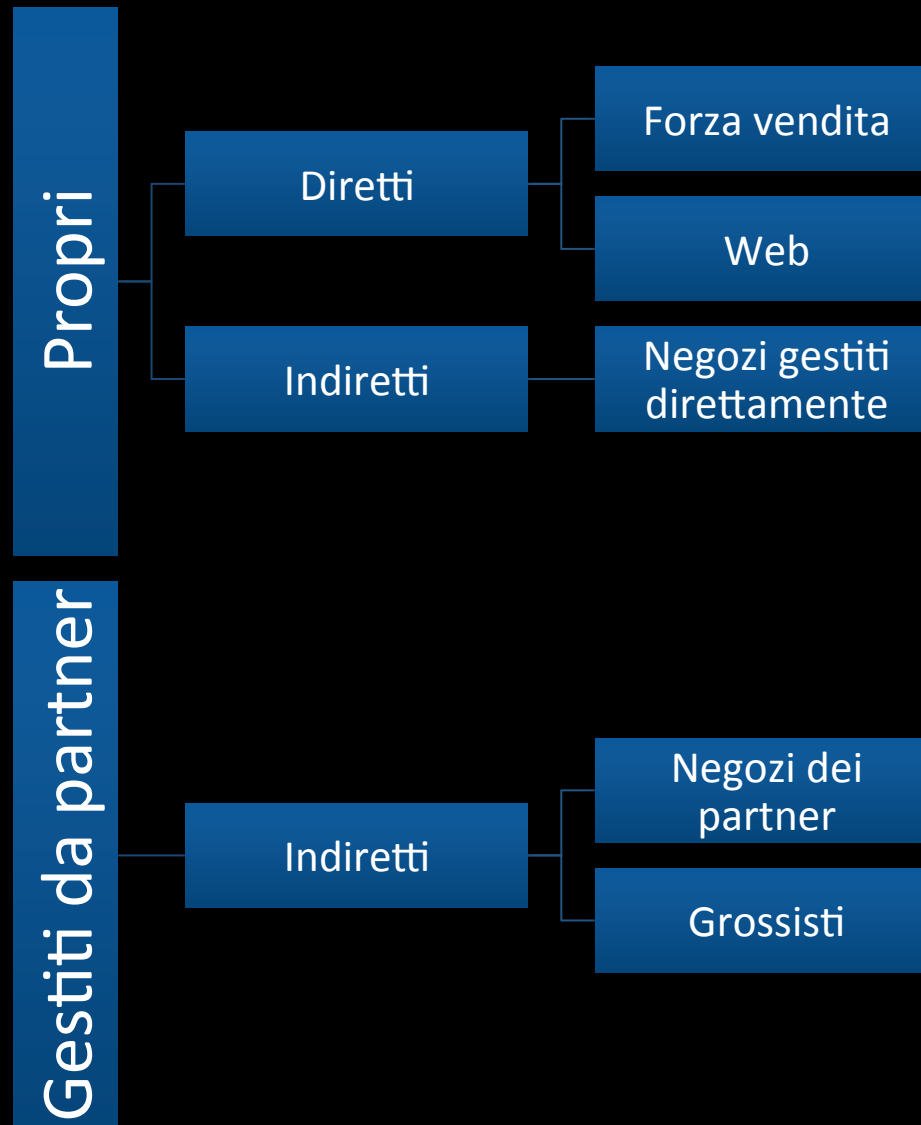 Propri
Diretti
Forza vendita
Web
Indiretti
Negozi gestiti
direttamente
Gestiti da partner
Indiretti
Negozi dei
partner
Grossisti